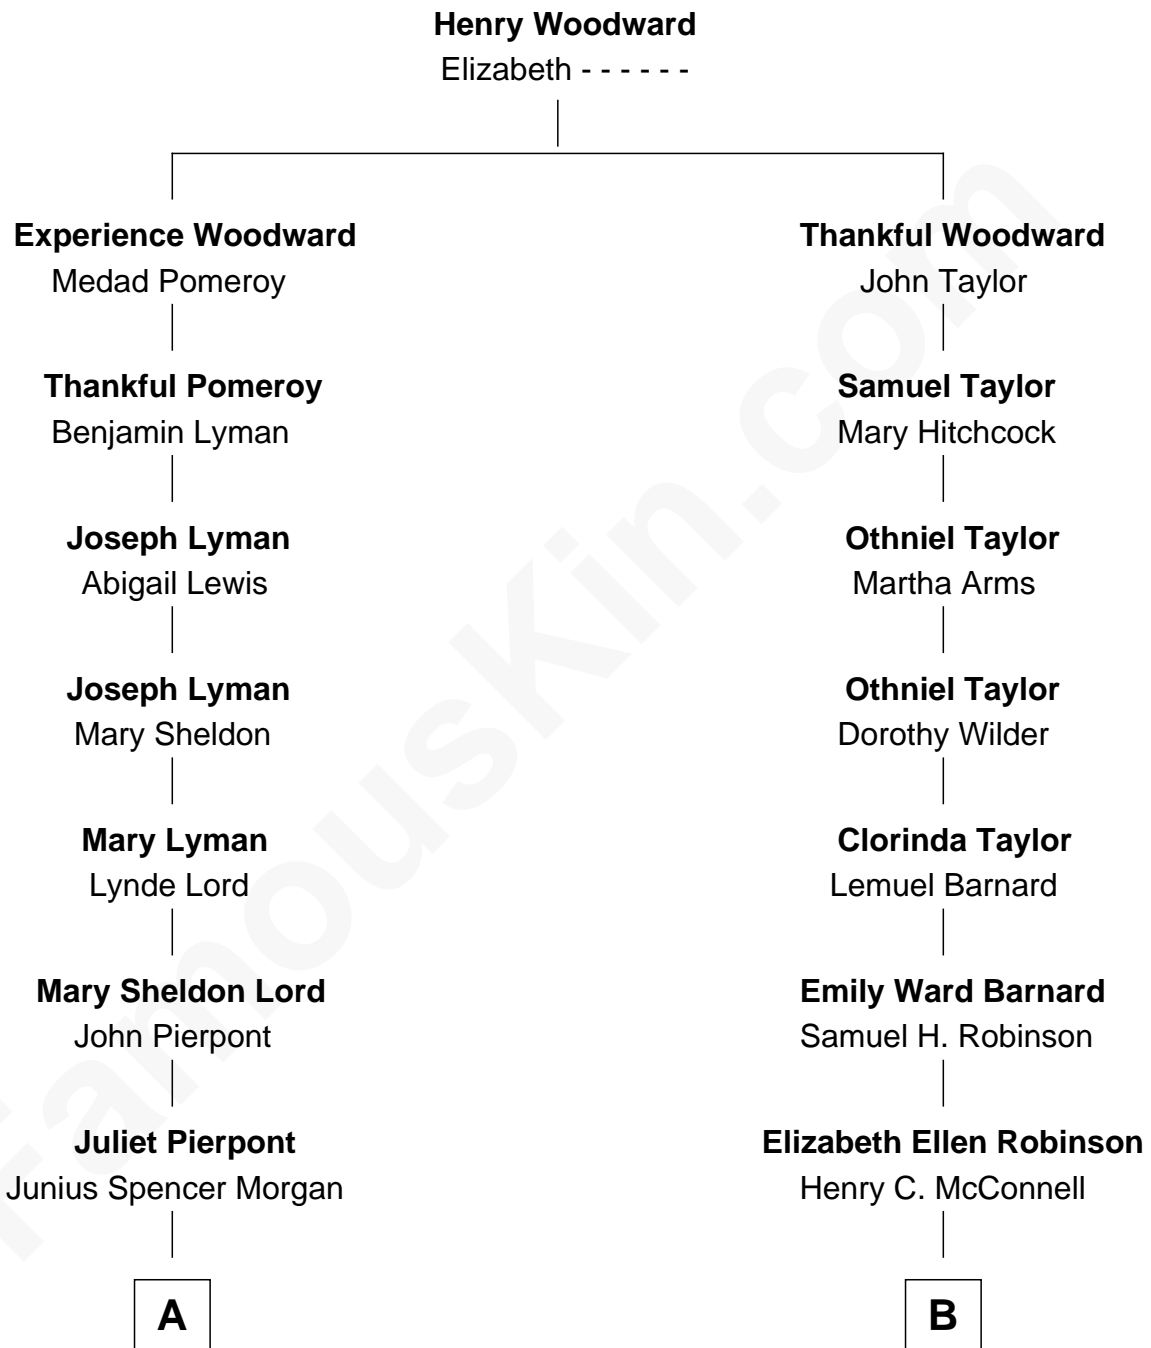 Henry Woodward
Elizabeth - - - - - -
Experience Woodward
Medad Pomeroy
Thankful Woodward
John Taylor
Thankful Pomeroy
Benjamin Lyman
Samuel Taylor
Mary Hitchcock
Joseph Lyman
Abigail Lewis
Othniel Taylor
Martha Arms
Joseph Lyman
Mary Sheldon
Othniel Taylor
Dorothy Wilder
Mary Lyman
Lynde Lord
Clorinda Taylor
Lemuel Barnard
Mary Sheldon Lord
John Pierpont
Emily Ward Barnard
Samuel H. Robinson
Juliet Pierpont
Junius Spencer Morgan
Elizabeth Ellen Robinson
Henry C. McConnell
A
B
FamousKin.com